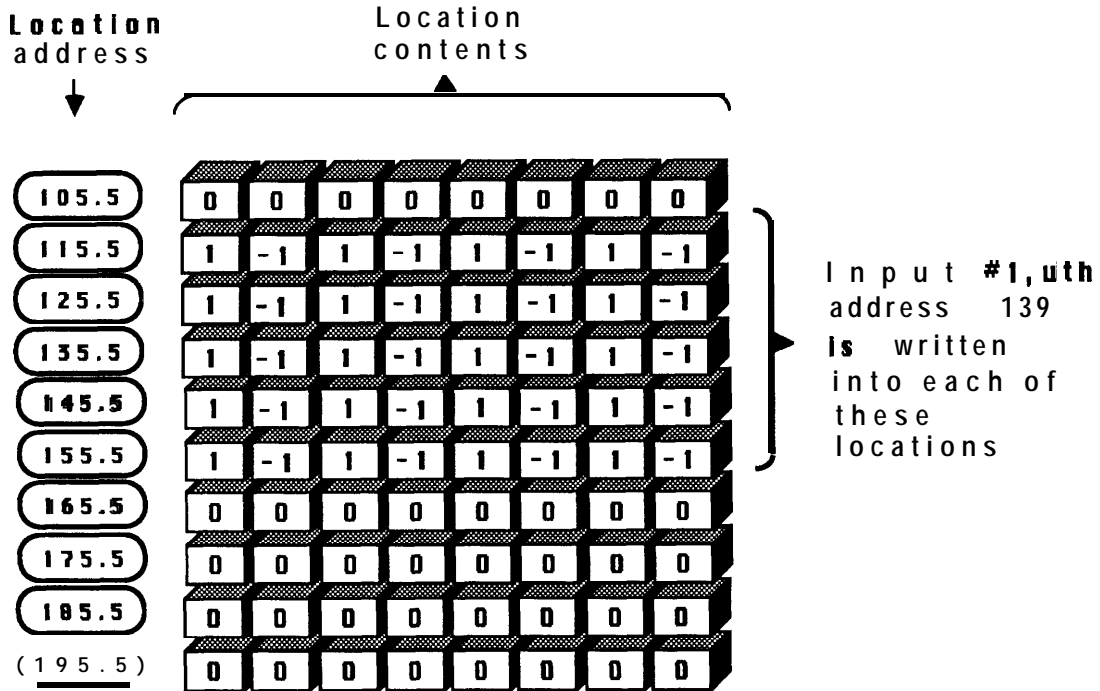 Location
address
Location
contents
105.5 0 0 0 0 0 0 0 0
115.5 1 -1 1 -1 1 -1 1 -1
125.5 1 -1 1 -1 1 -1 1 -1
135.5 1 -1 1 -1 1 -1 1 -1
145.5 1 -1 1 -1 1 -1 1 -1
155.5 1 -1 1 -1 1 -1 1 -1
165.5 0 0 0 0 0 0 0 0
175.5 0 0 0 0 0 0 0 0
185.5 0 0 0 0 0 0 0 0
(195.5) 0 0 0 0 0 0 0 0
Input #1,uth
address 139
is written
into each of
these
locations